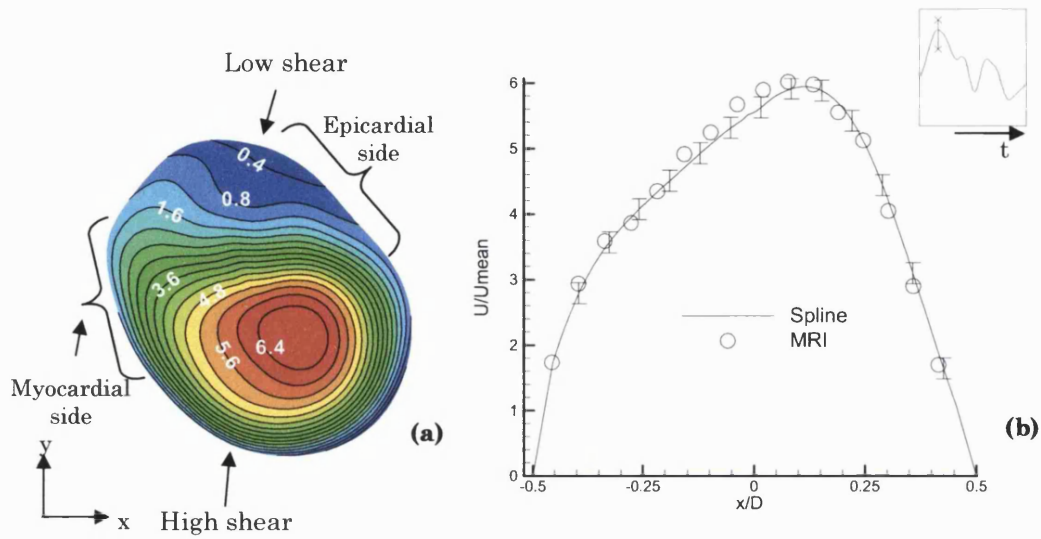 Low shear
Epicardial
side
0.4
0.8
1.6
3.6
4.8
5.6
6.4
Myocardial
side
High shear
y
x
(a)
U/Umean
6
5
4
3
2
1
0
-0.5
-0.25
0
0.25
0.5
x/D
Spline
MRI
t
(b)